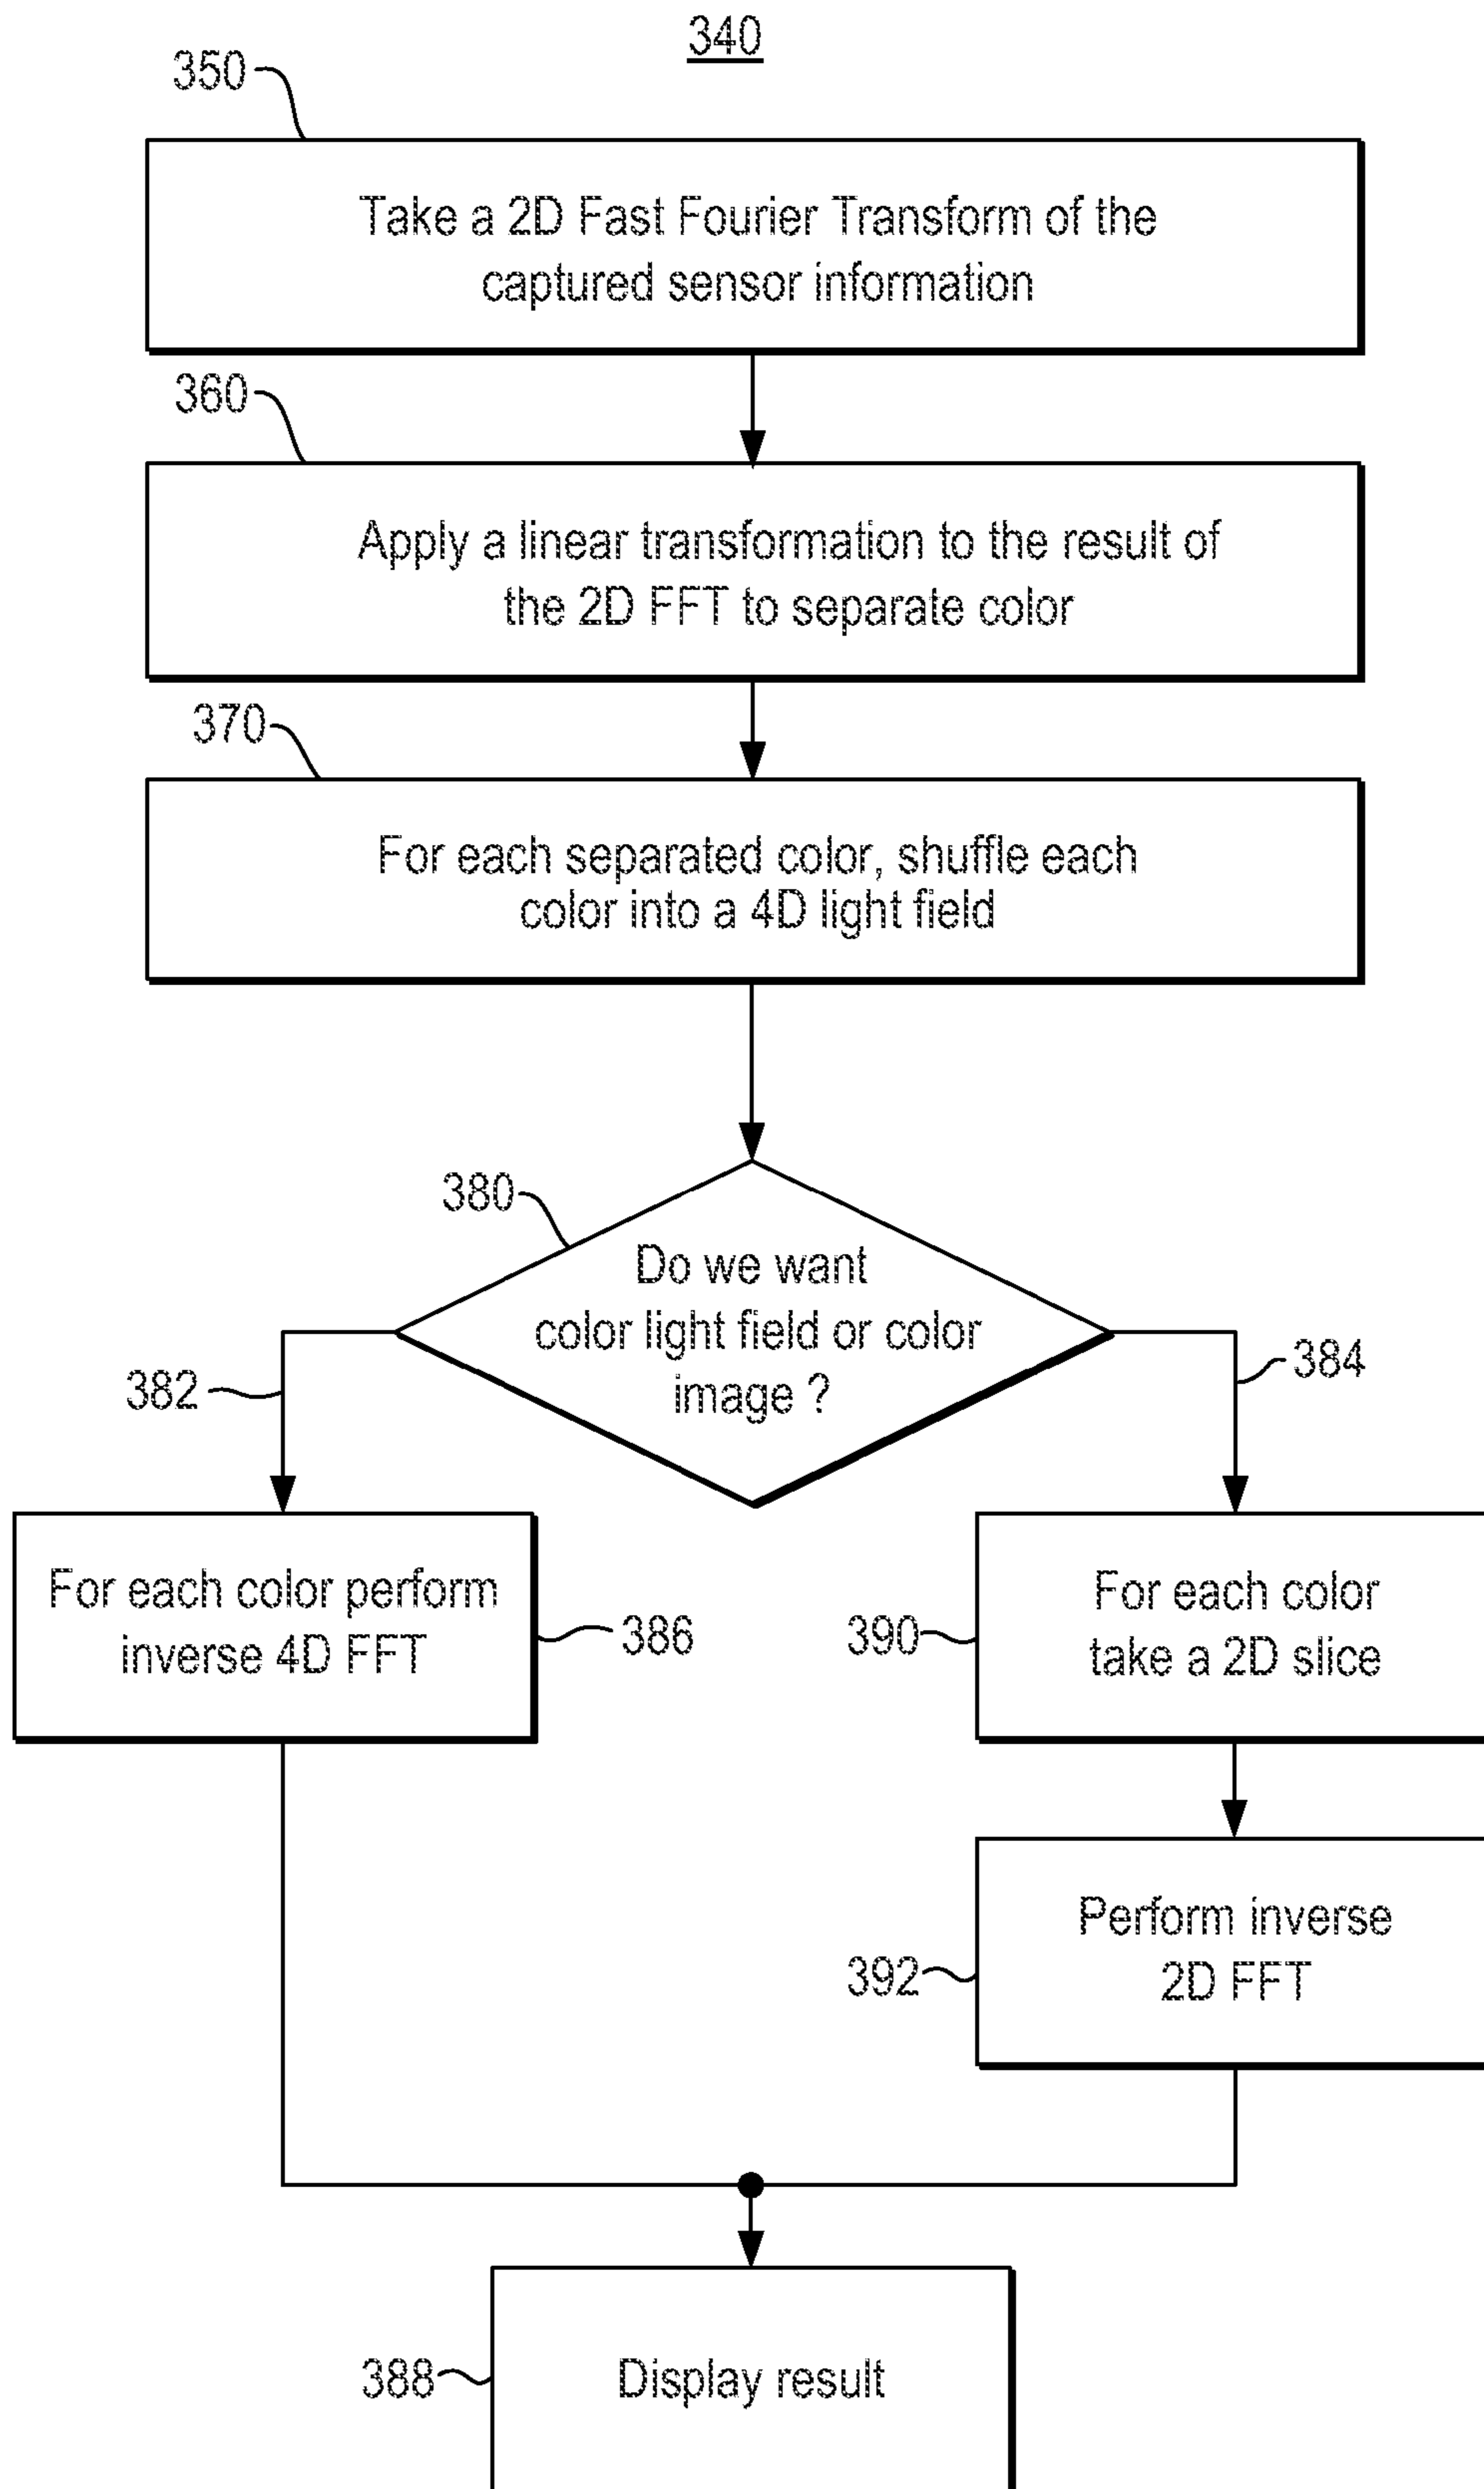 340
350
Take a 2D Fast Fourier Transform of the
captured sensor information
360
Apply a linear transformation to the result of
the 2D FFT to separate color
370
For each separated color, shuffle each
color into a 4D light field
380
Do we want
color light field or color
image ?
382
384
For each color perform
inverse 4D FFT
386
390
For each color
take a 2D slice
392
Perform inverse
2D FFT
388
Display result